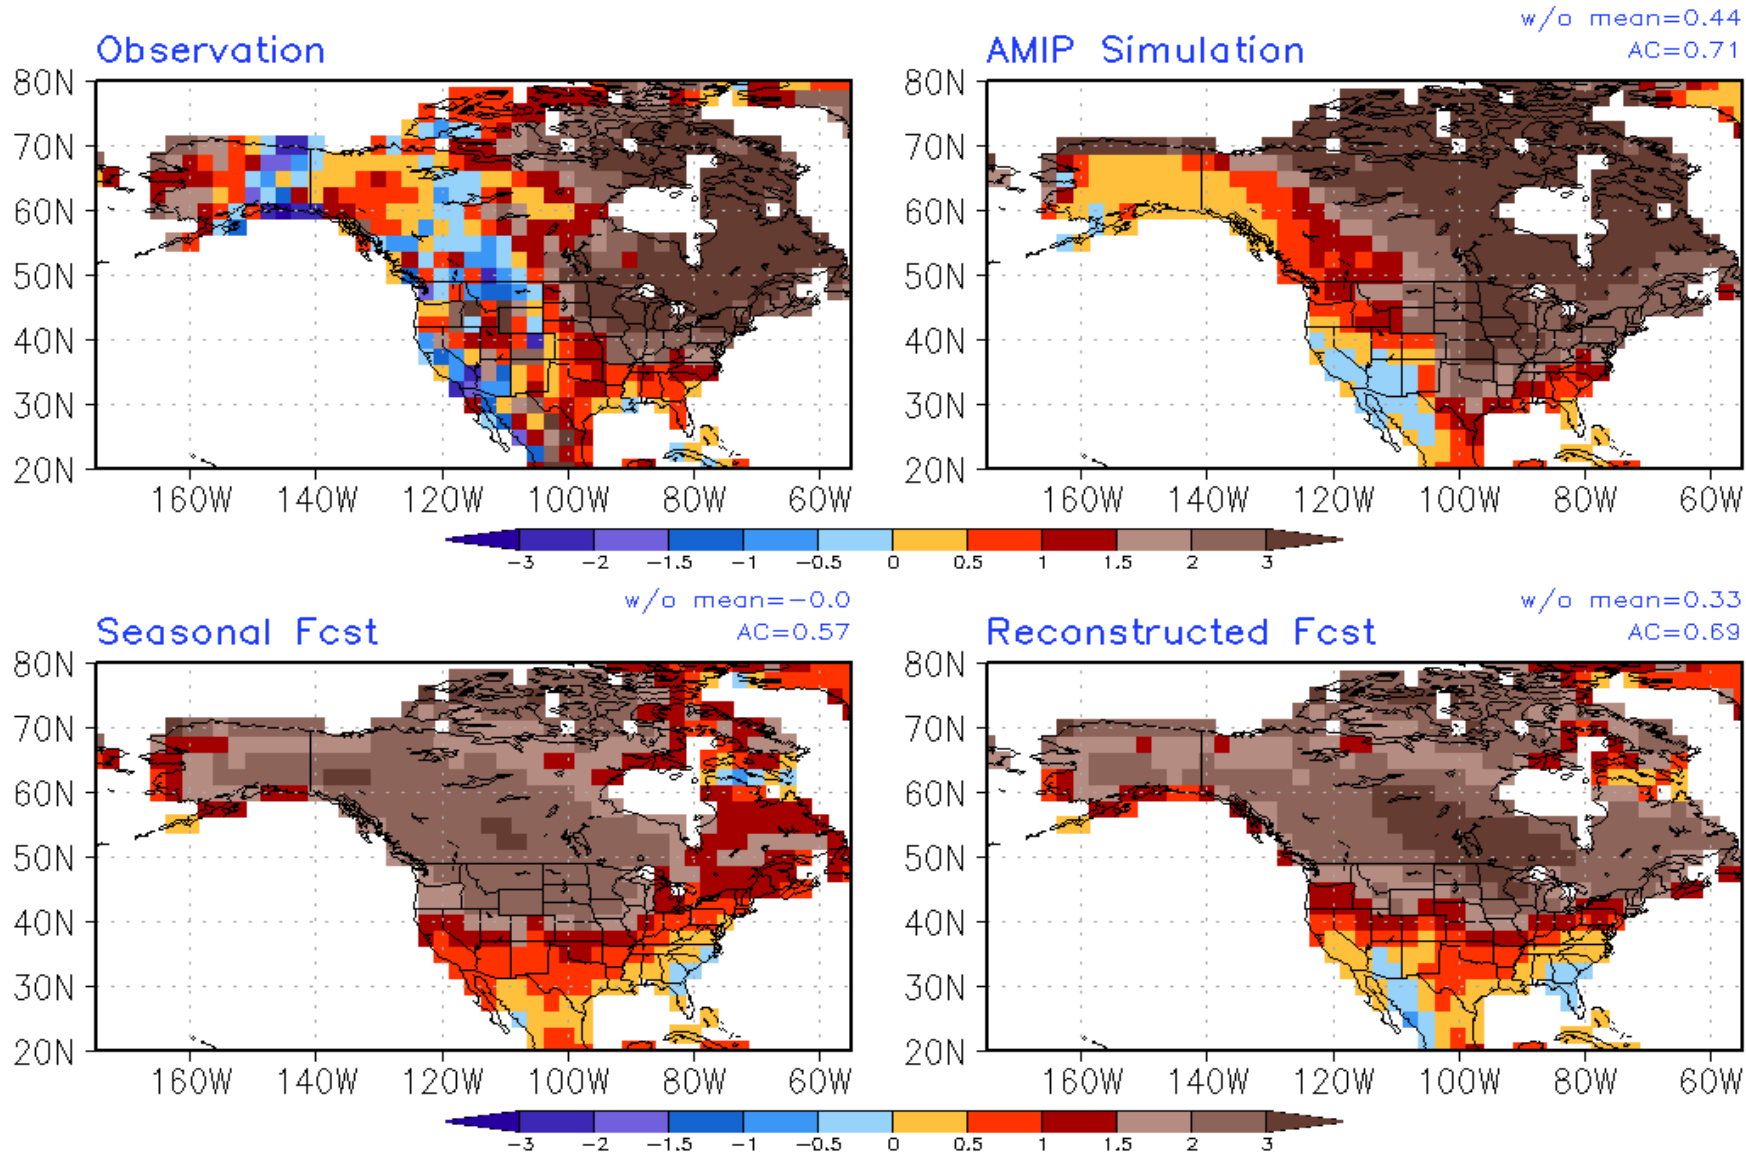 w/o mean=0.44
Observation
AMIP Simulation
AC=0.71
80N
70N
60N
50N
40N
30N
20N
160W 140W 120W 100W 80W 60W
80N
70N
60N
50N
40N
30N
20N
160W 140W 120W 100W 80W 60W
-3 -2 -1.5 -1 -0.5 0 0.5 1 1.5 2 3
w/o mean=-0.0
Seasonal Fcst
AC=0.57
w/o mean=0.33
Reconstructed Fcst
AC=0.69
80N
70N
60N
50N
40N
30N
20N
160W 140W 120W 100W 80W 60W
80N
70N
60N
50N
40N
30N
20N
160W 140W 120W 100W 80W 60W
-3 -2 -1.5 -1 -0.5 0 0.5 1 1.5 2 3